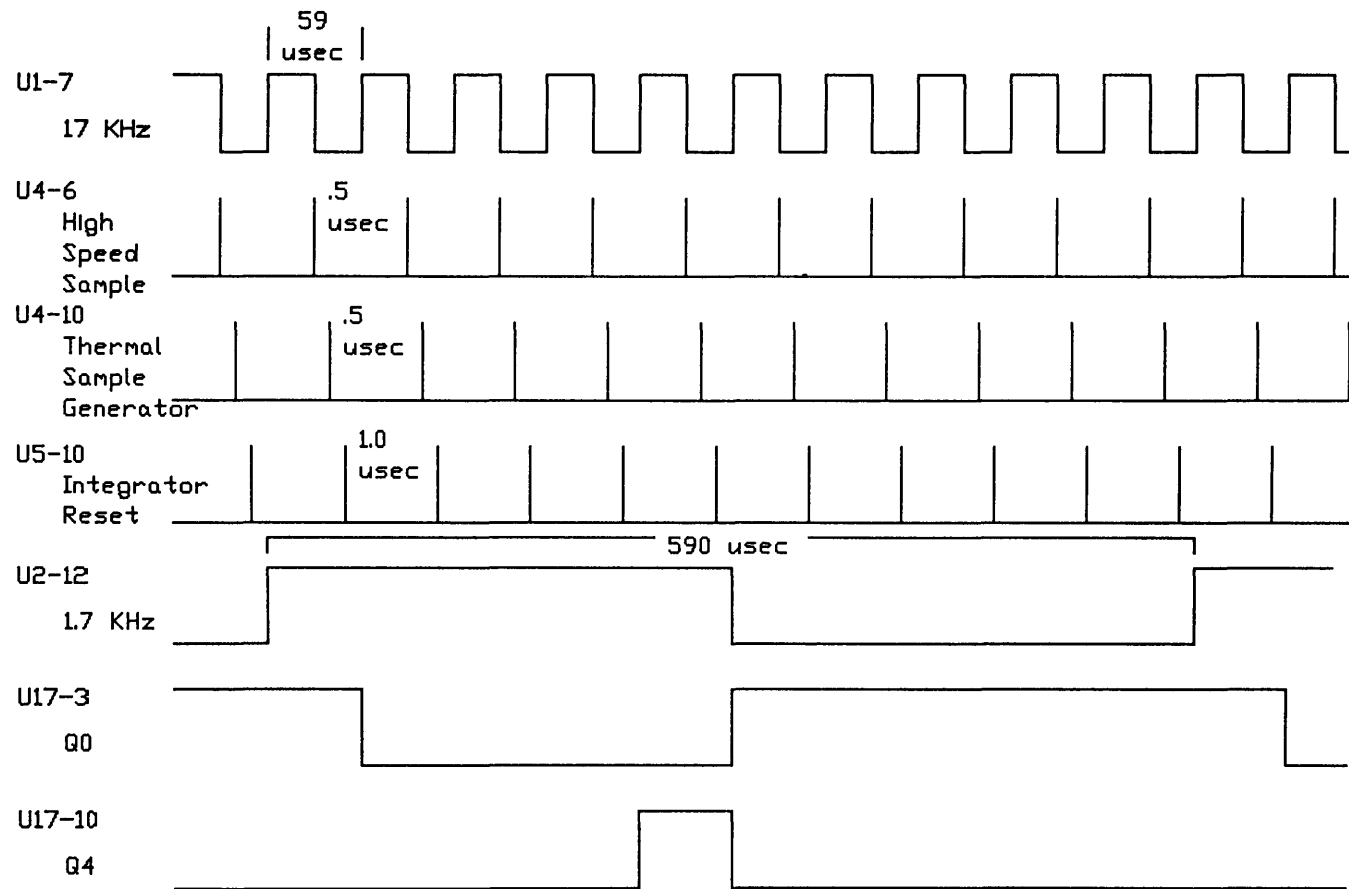 59
usec
U1-7
17 KHz
U4-6
High
Speed
Sample
.5
usec
U4-10
Thermal
Sample
Generator
.5
usec
U5-10
Integrator
Reset
1.0
usec
590 usec
U2-12
1.7 KHz
U17-3
Q0
U17-10
Q4